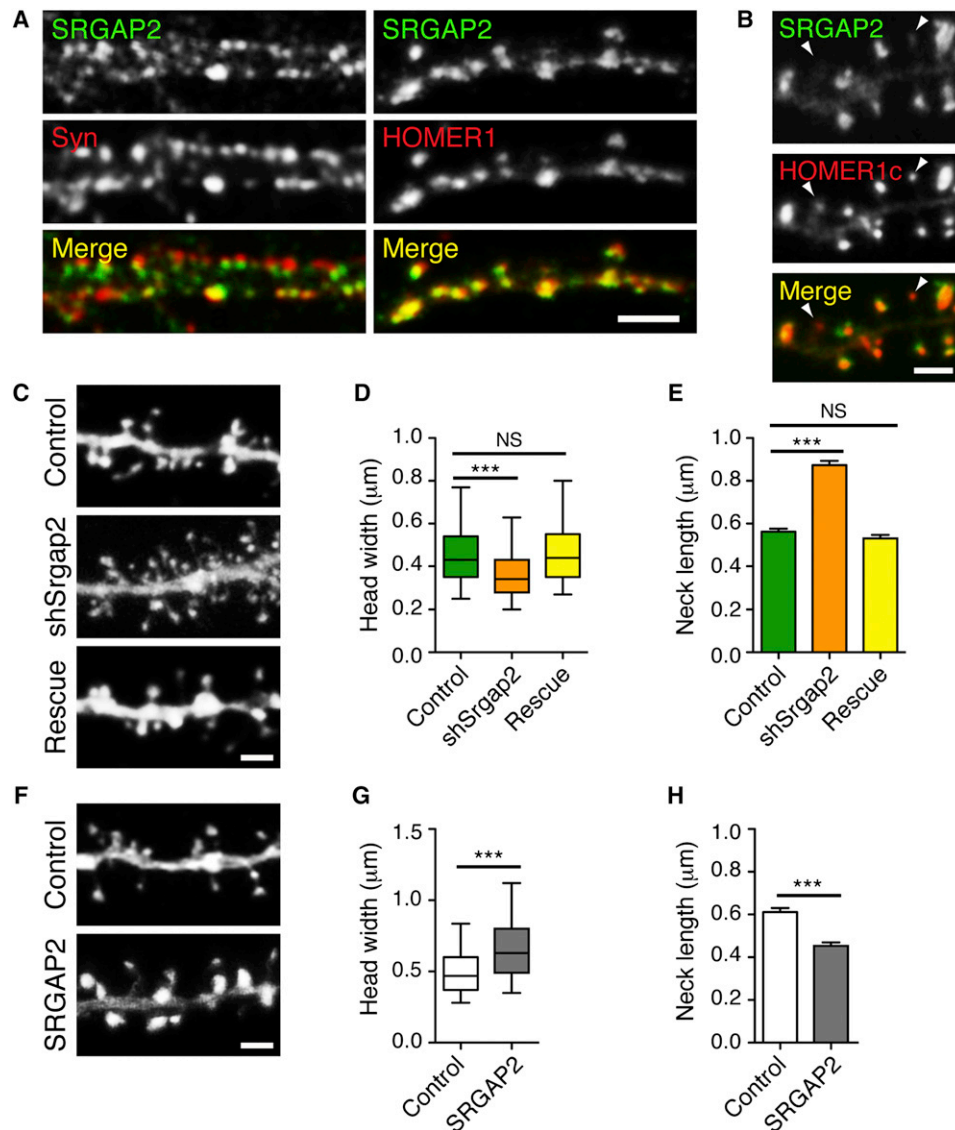 A
SRGAP2
Syn
Merge
SRGAP2
HOMER1
Merge
B
SRGAP2
HOMER1c
Merge
C
Control
shSrgap2
Rescue
D
NS
***
1.0
0.8
0.6
0.4
0.2
0.0
Head width (μm)
Control
shSrgap2
Rescue
E
NS
***
1.0
0.8
0.6
0.4
0.2
0.0
Neck length (μm)
Control
shSrgap2
Rescue
F
Control
SRGAP2
G
***
1.5
1.0
0.5
0.0
Head width (μm)
Control
SRGAP2
H
***
1.0
0.8
0.6
0.4
0.2
0.0
Neck length (μm)
Control
SRGAP2